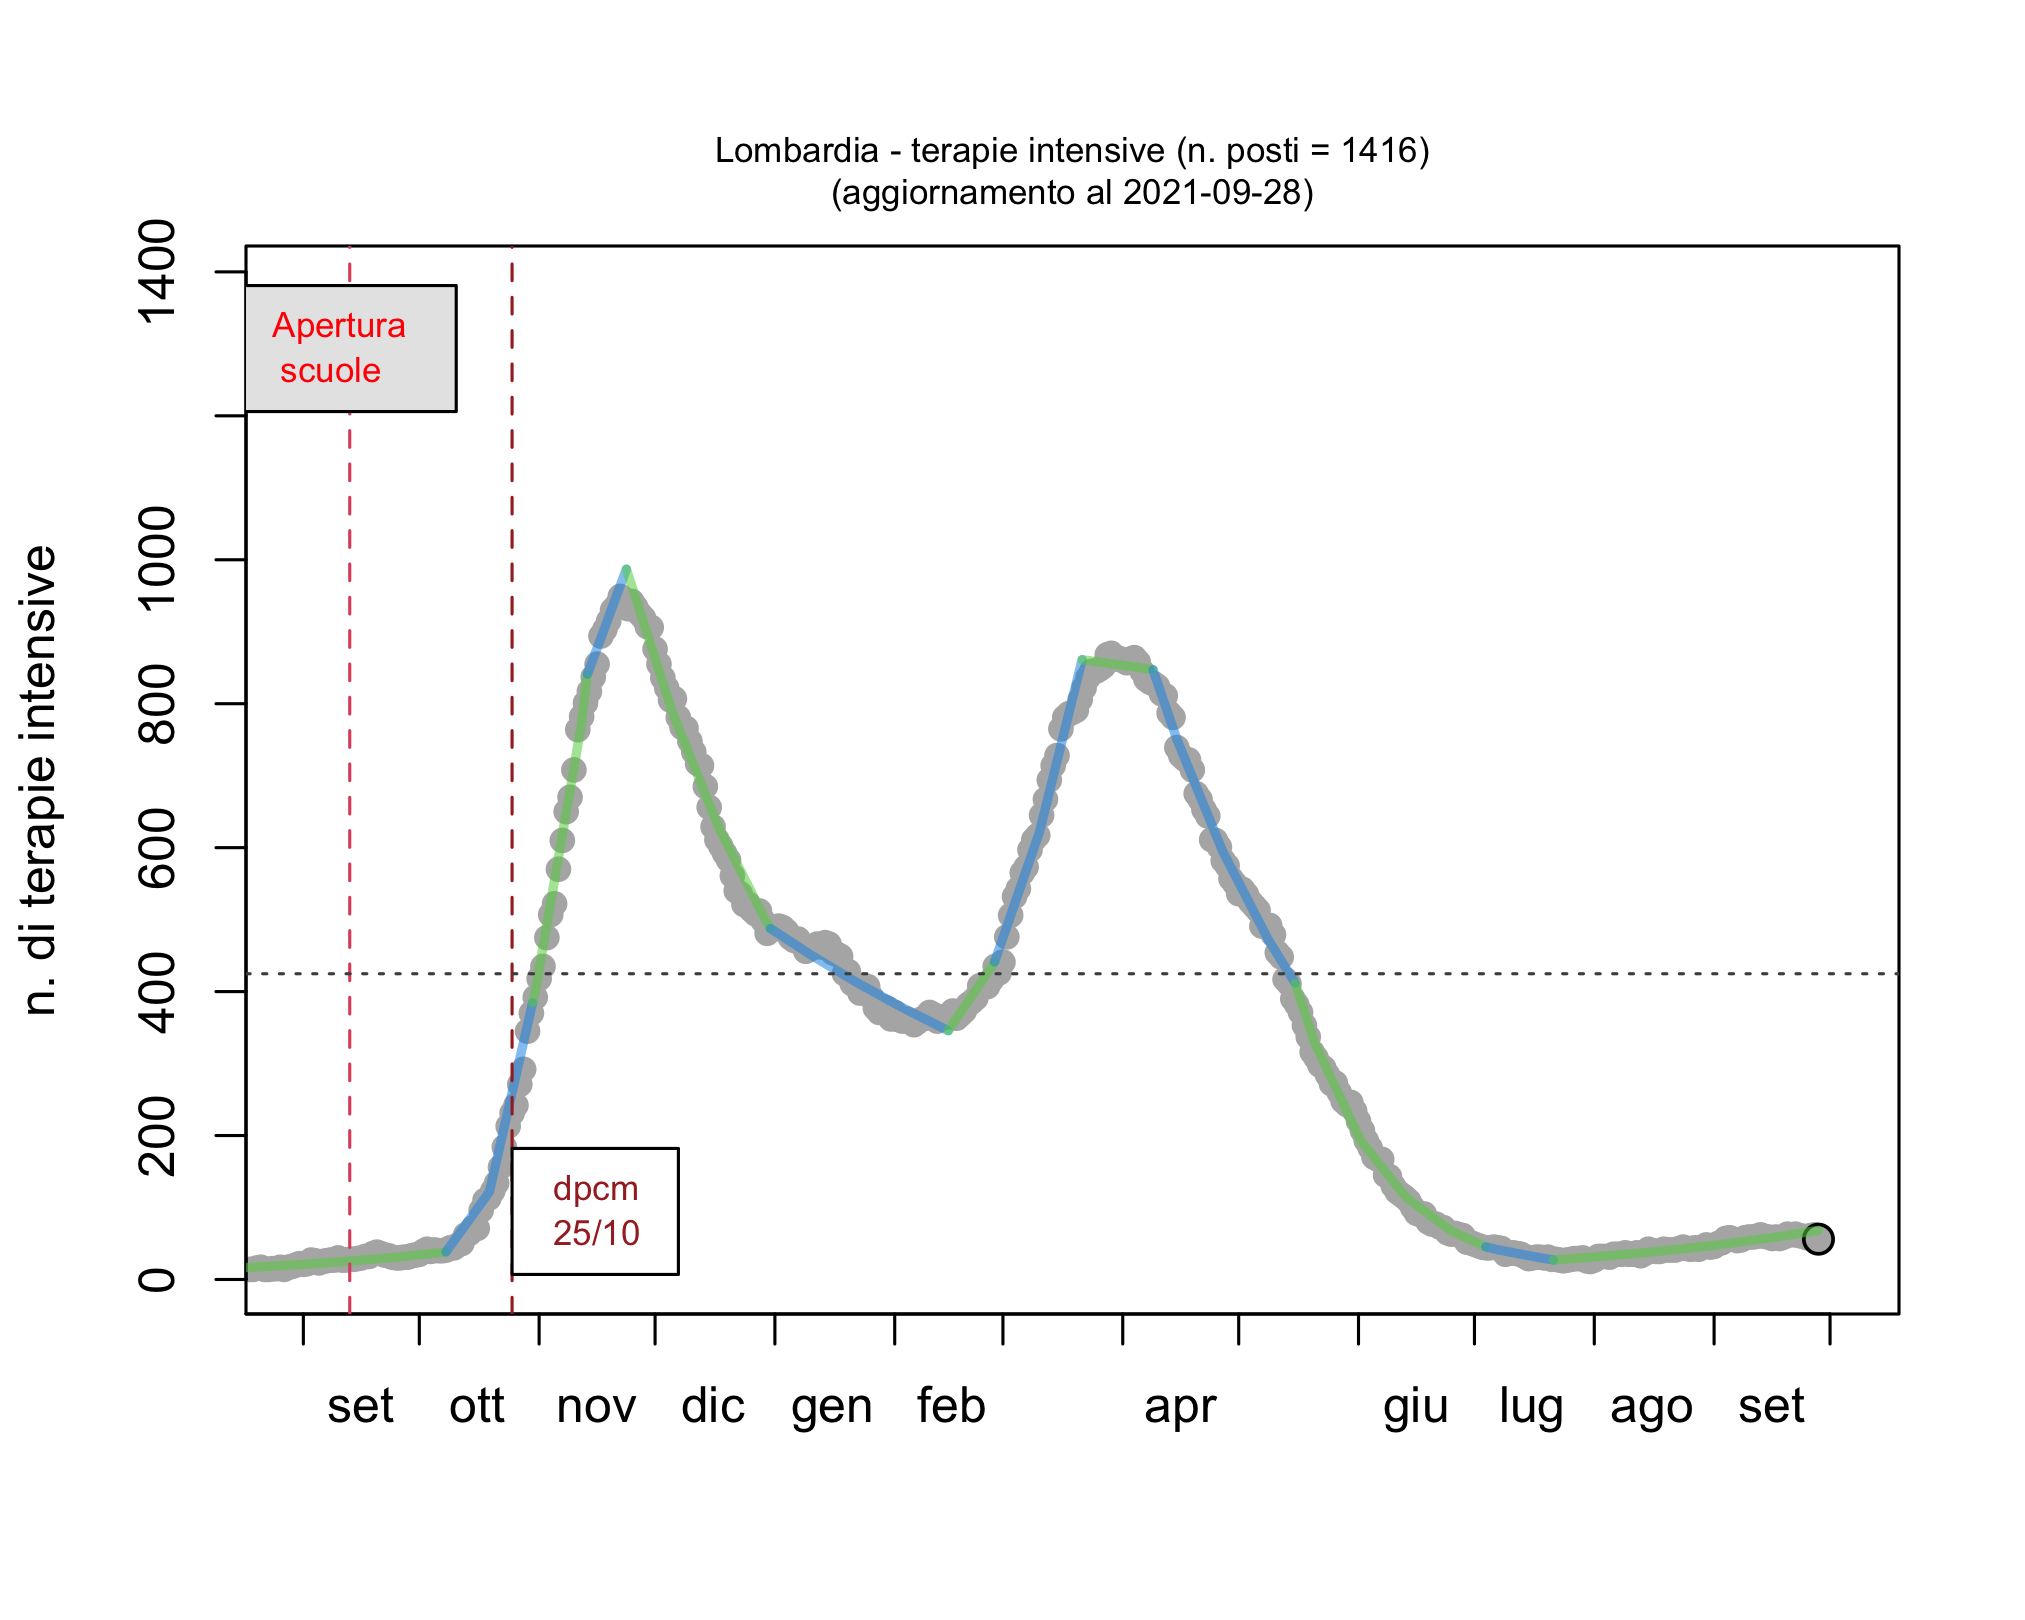 Lombardia - terapie intensive (n. posti = 1416)
(aggiornamento al 2021-09-28)
n. di terapie intensive
1400
1000
800
600
400
200
0
Apertura
scuole
dpcm
25/10
set ott nov dic gen feb apr giu lug ago set